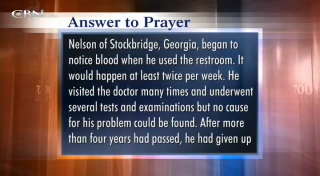 CBN
Answer to Prayer
Nelson of Stockbridge, Georgia, began to
notice blood when he used the restroom. It
would happen at least twice per week. He
visited the doctor many times and underwent
several tests and examinations but no cause
for his problem could be found. After more
than four years had passed, he had given up